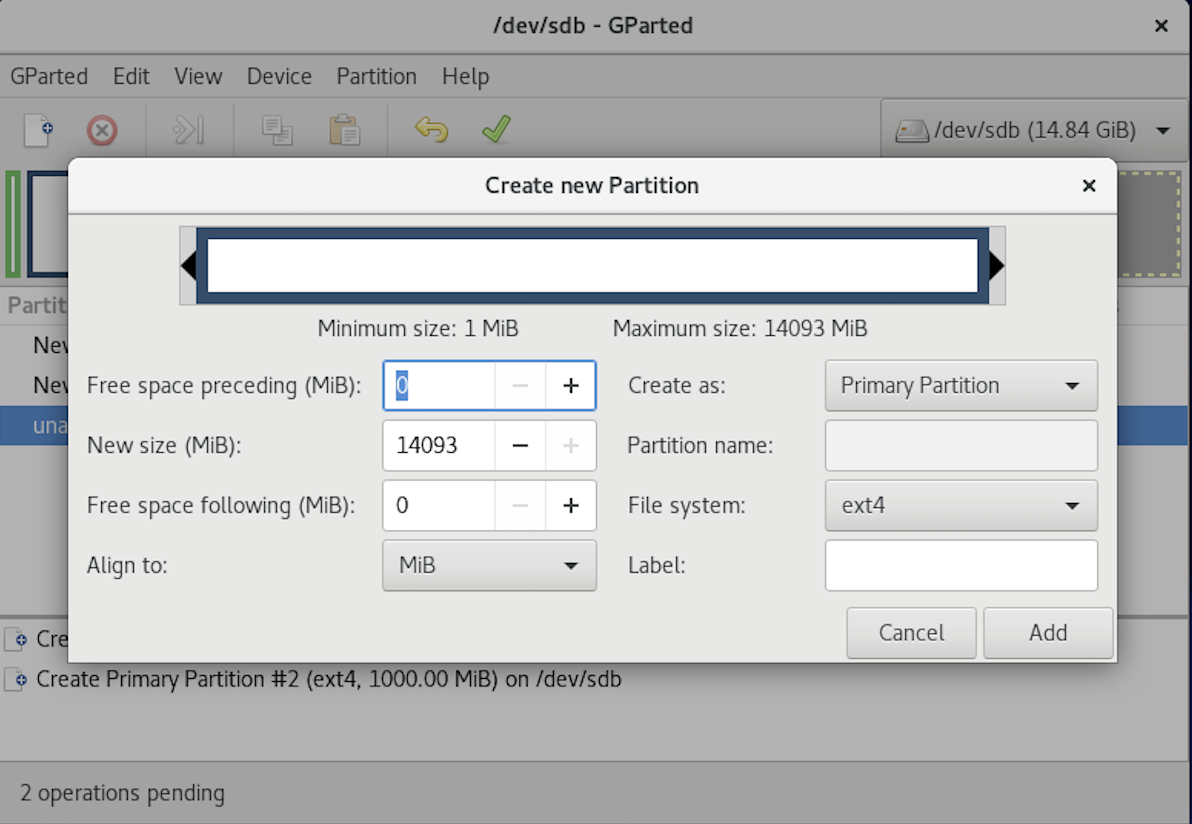 /dev/sdb - GParted
GParted Edit View Device Partition Help
/dev/sdb (14.84 GiB)
Create new Partition
Minimum size: 1 MiB Maximum size: 14093 MiB
Partit
Free space preceding (MiB): 0 Create as: Primary Partition
New size (MiB): 14093 Partition name:
una
Free space following (MiB): 0 File system: ext4
Align to: MiB Label:
Cancel Add
Cre
Create Primary Partition #2 (ext4, 1000.00 MiB) on /dev/sdb
2 operations pending